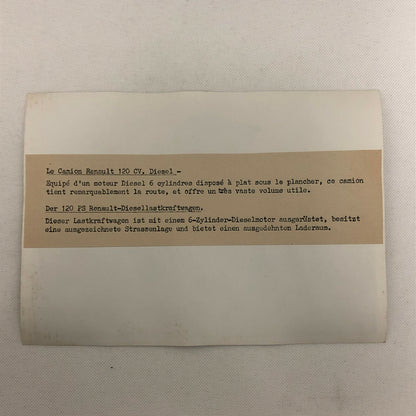 Le Camion Renault 120 CV. Diesel -
Equipé d'un moteur Diesel 6 cylindres disposé à plat sous le plancher, ce camion
tient remarquablement la route, et offre un très vaste volume utile.
Der 120 PS Renault-Diesellastkraftwagen.
Dieser Lastkraftwagen ist mit einem 6-Zylinder-Dieselmotor ausgerüstet, besitzt
eine ausgezeichnete Strassenlage und bietet einen ausgedehnten Laderaum.